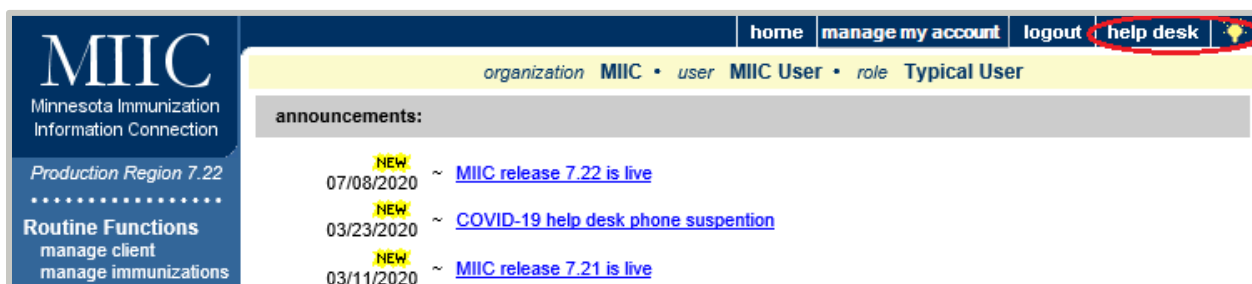 home manage my account logout help desk
MIIC
Minnesota Immunization
Information Connection
organization MIIC • user MIIC User • role Typical User
announcements:
Production Region 7.22
NEW
07/08/2020 ~ MIIC release 7.22 is live
NEW
03/23/2020 ~ COVID-19 help desk phone suspention
NEW
03/11/2020 ~ MIIC release 7.21 is live
Routine Functions
manage client
manage immunizations